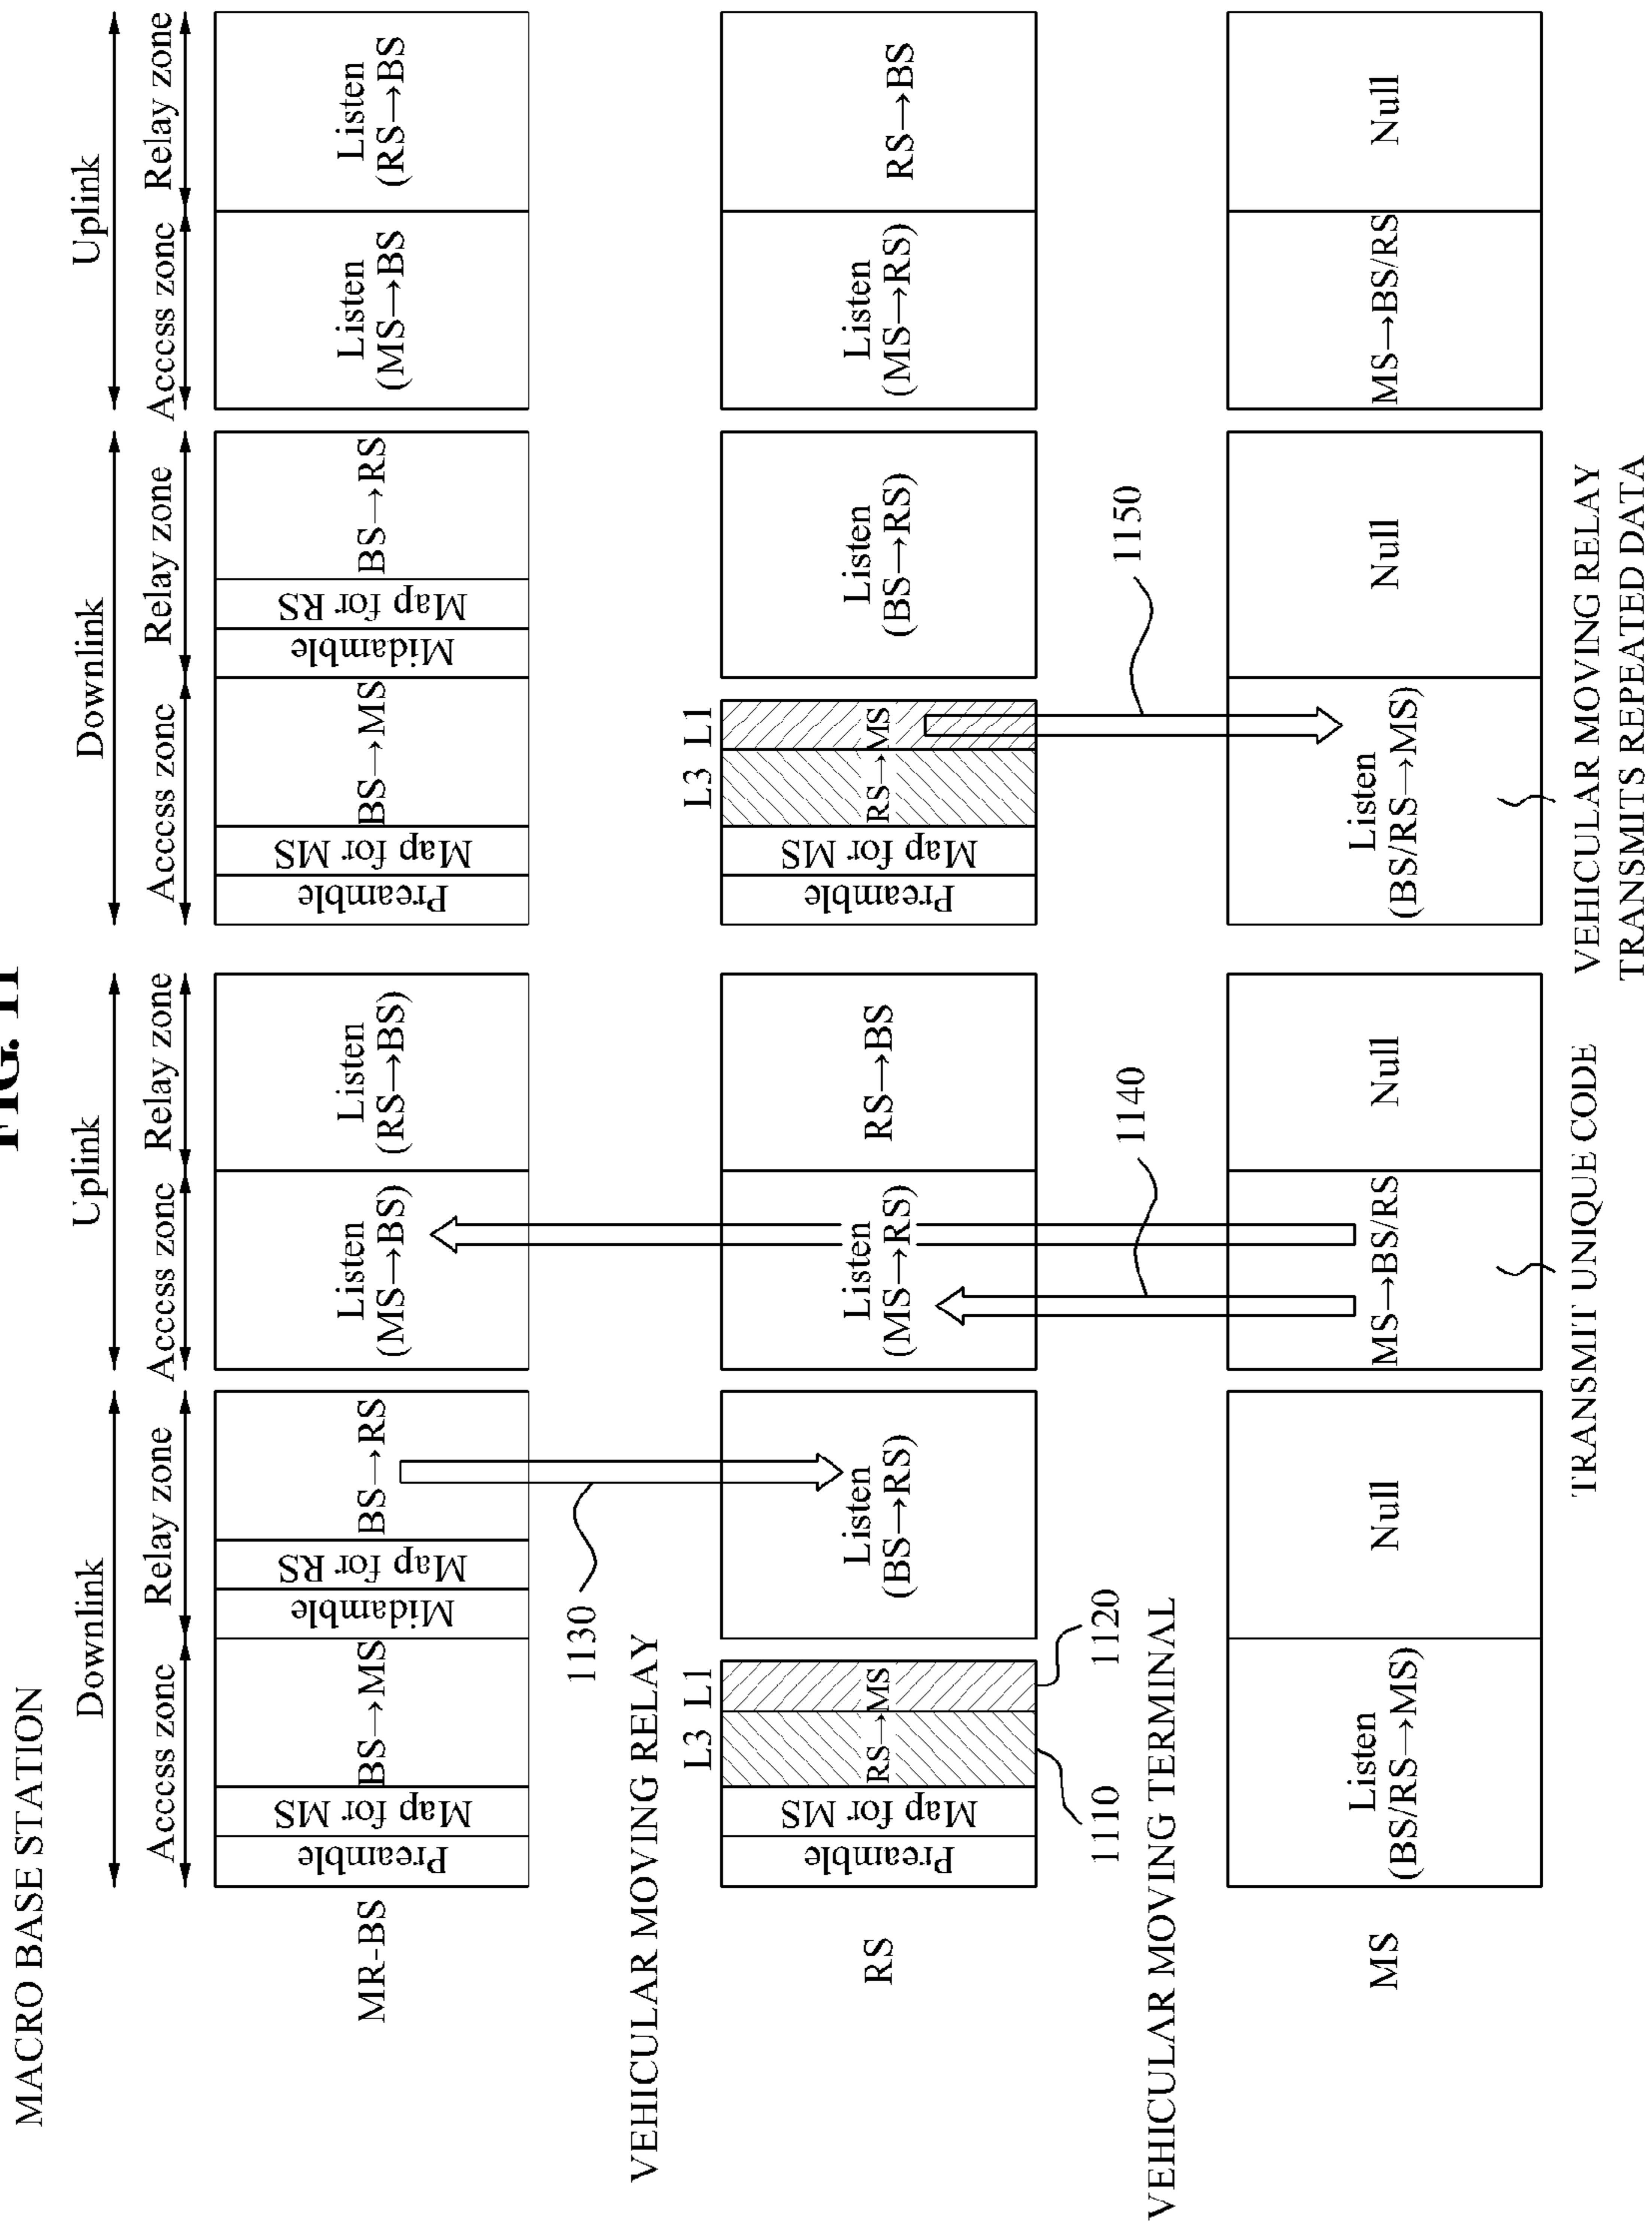 FIG. 11
MACRO BASE STATION
Downlink
Uplink
Downlink
Uplink
Access zone
Relay zone
Access zone
Relay zone
Access zone
Relay zone
Access zone
Relay zone
MR-BS
Preamble
Map for MS
BS→MS
Midamble
Map for RS
BS→RS
Listen
(MS→BS)
Listen
(RS→BS)
Preamble
Map for MS
BS→MS
Midamble
Map for RS
BS→RS
Listen
(MS→BS
Listen
(RS→BS
1130
VEHICULAR MOVING RELAY
L3
L1
L3
L1
RS
Preamble
Map for MS
RS→MS
Listen
(BS→RS)
Listen
(MS→RS)
RS→BS
Preamble
Map for MS
RS→MS
Listen
(BS→RS)
Listen
(MS→RS)
RS→BS
1110
1120
1140
1150
VEHICULAR MOVING TERMINAL
MS
Listen
(BS/RS→MS)
Null
MS→BS/RS
Null
Listen
(BS/RS→MS)
Null
MS→BS/RS
Null
TRANSMIT UNIQUE CODE
VEHICULAR MOVING RELAY
TRANSMITS REPEATED DATA